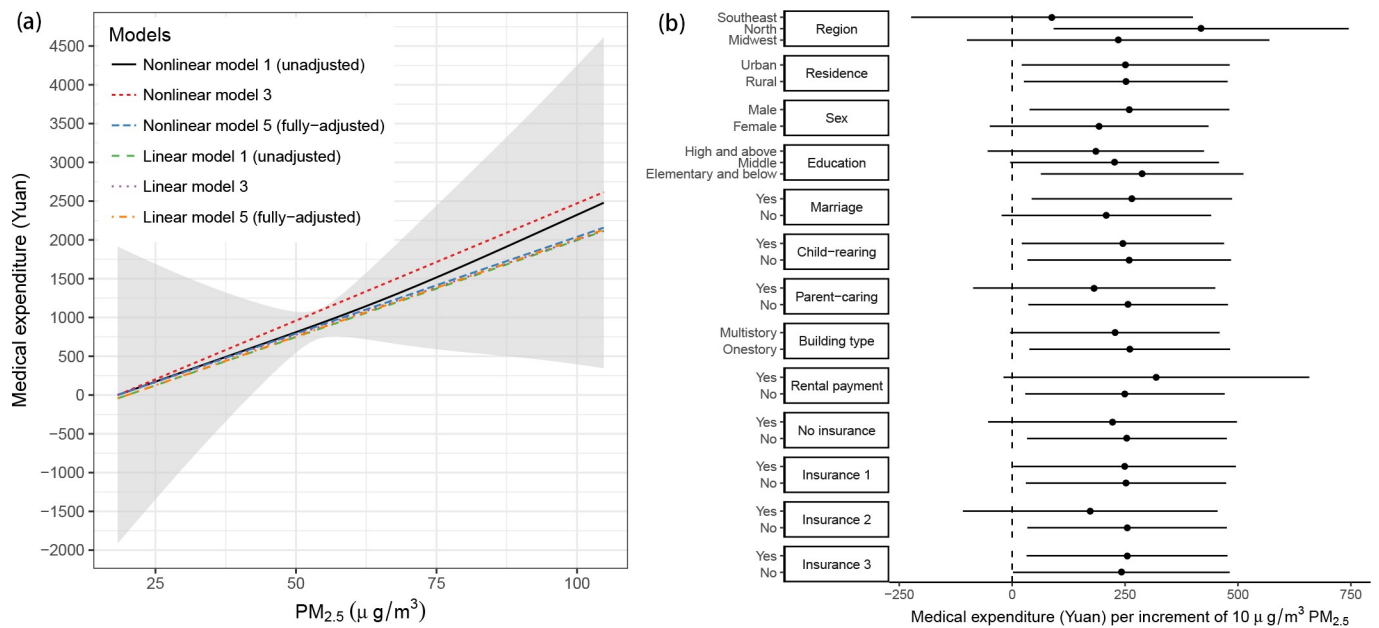 (a)
Models
Nonlinear model 1 (unadjusted)
Nonlinear model 3
Nonlinear model 5 (fully−adjusted)
Linear model 1 (unadjusted)
Linear model 3
Linear model 5 (fully−adjusted)
Medical expenditure (Yuan)
4500
4000
3500
3000
2500
2000
1500
1000
500
0
−500
−1000
−1500
−2000
25 50 75 100
PM2.5 (μ g/m³)
(b)
Southeast
North
Midwest
Region
Urban
Rural
Residence
Male
Female
Sex
High and above
Middle
Elementary and below
Education
Yes
No
Marriage
Yes
No
Child−rearing
Yes
No
Parent−caring
Multistory
Onestory
Building type
Yes
No
Rental payment
Yes
No
No insurance
Yes
No
Insurance 1
Yes
No
Insurance 2
Yes
No
Insurance 3
−250 0 250 500 750
Medical expenditure (Yuan) per increment of 10 μ g/m³ PM2.5